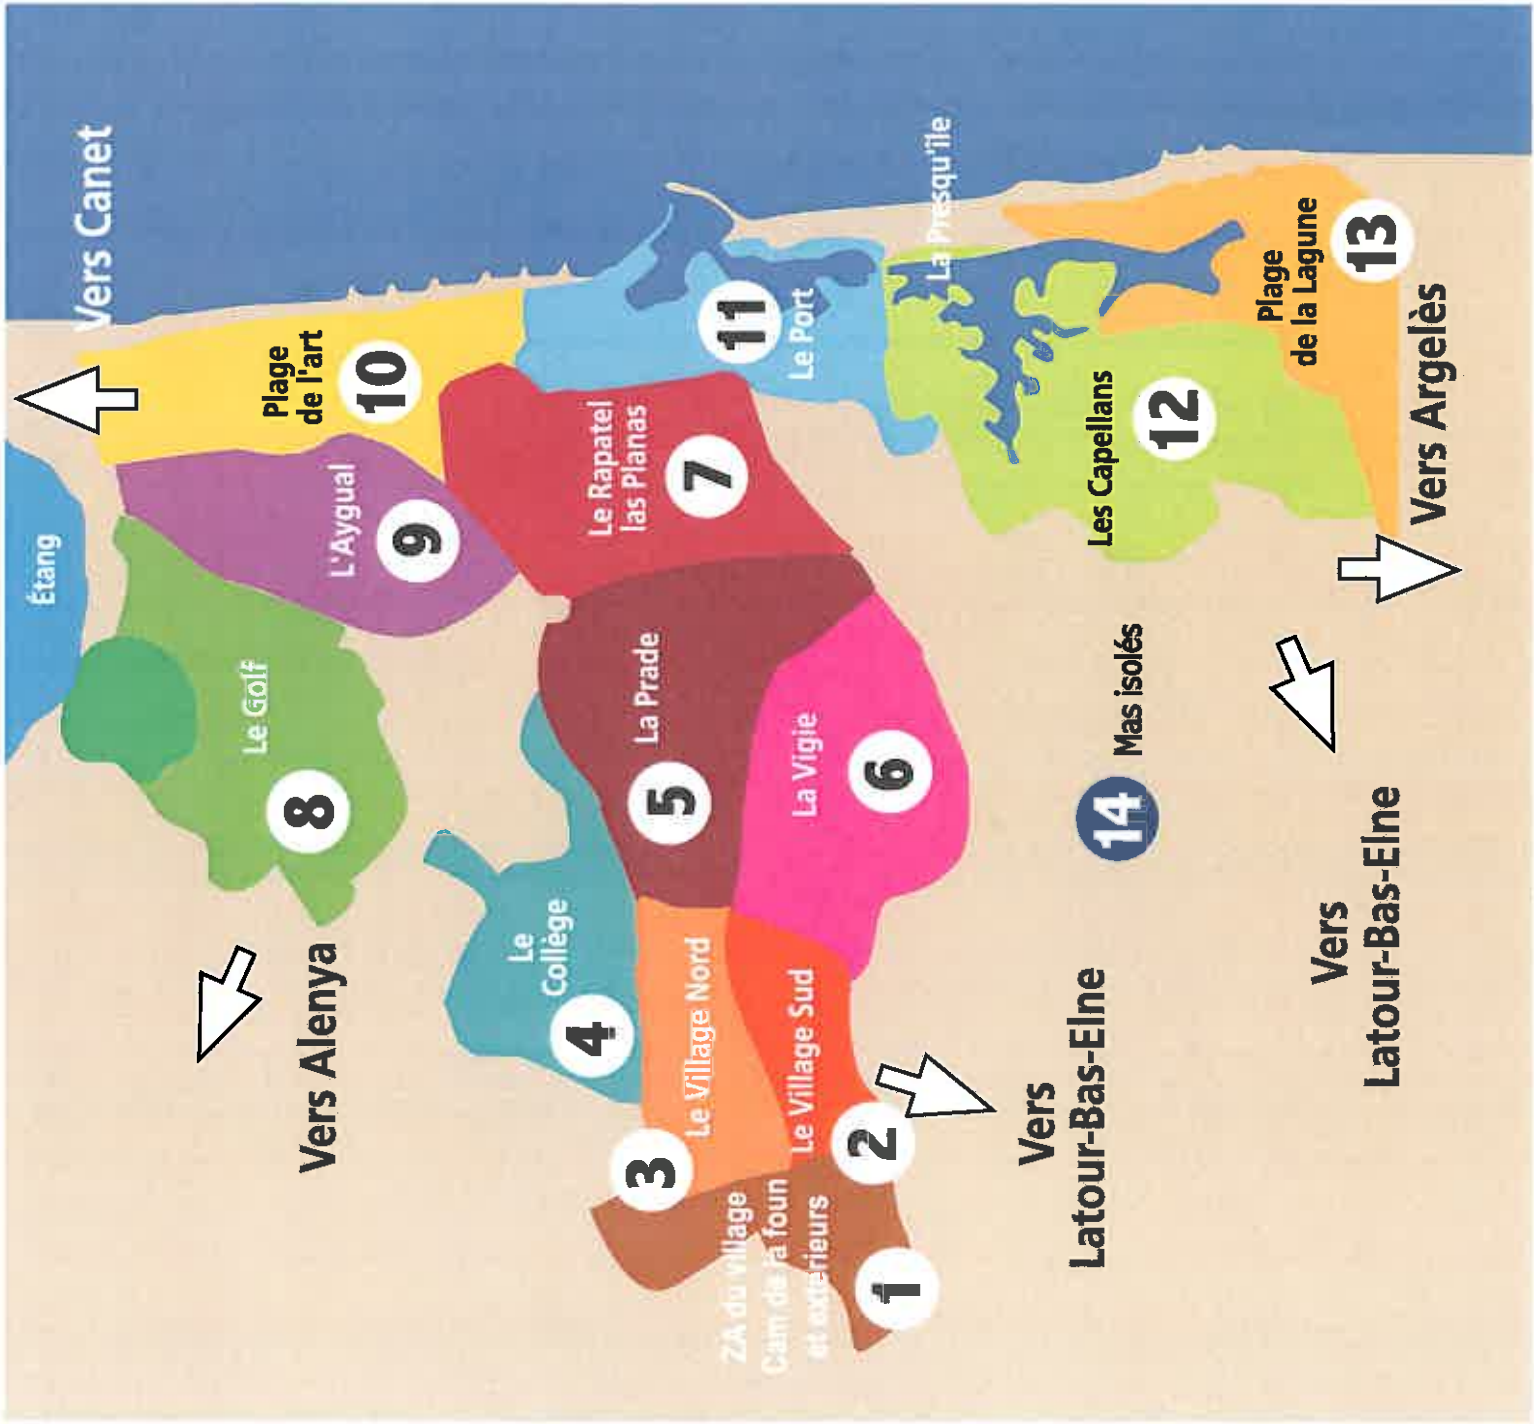 Vers Canet
Étang
Plage
de l'art
10
L'Aygual
9
Le Golf
8
Vers Alenya
Le Rapatel
las Planas
7
11
Le Port
La Presqu'île
La Prade
5
Le
Collège
4
La Vigie
6
Le Village Nord
3
Le Village Sud
2
ZA du village
Cam de la foun
et exterieurs
1
Les Capellans
12
Plage
de la Lagune
13
Vers Argelès
14
Mas isolés
Vers
Latour-Bas-Elne
Vers
Latour-Bas-Elne